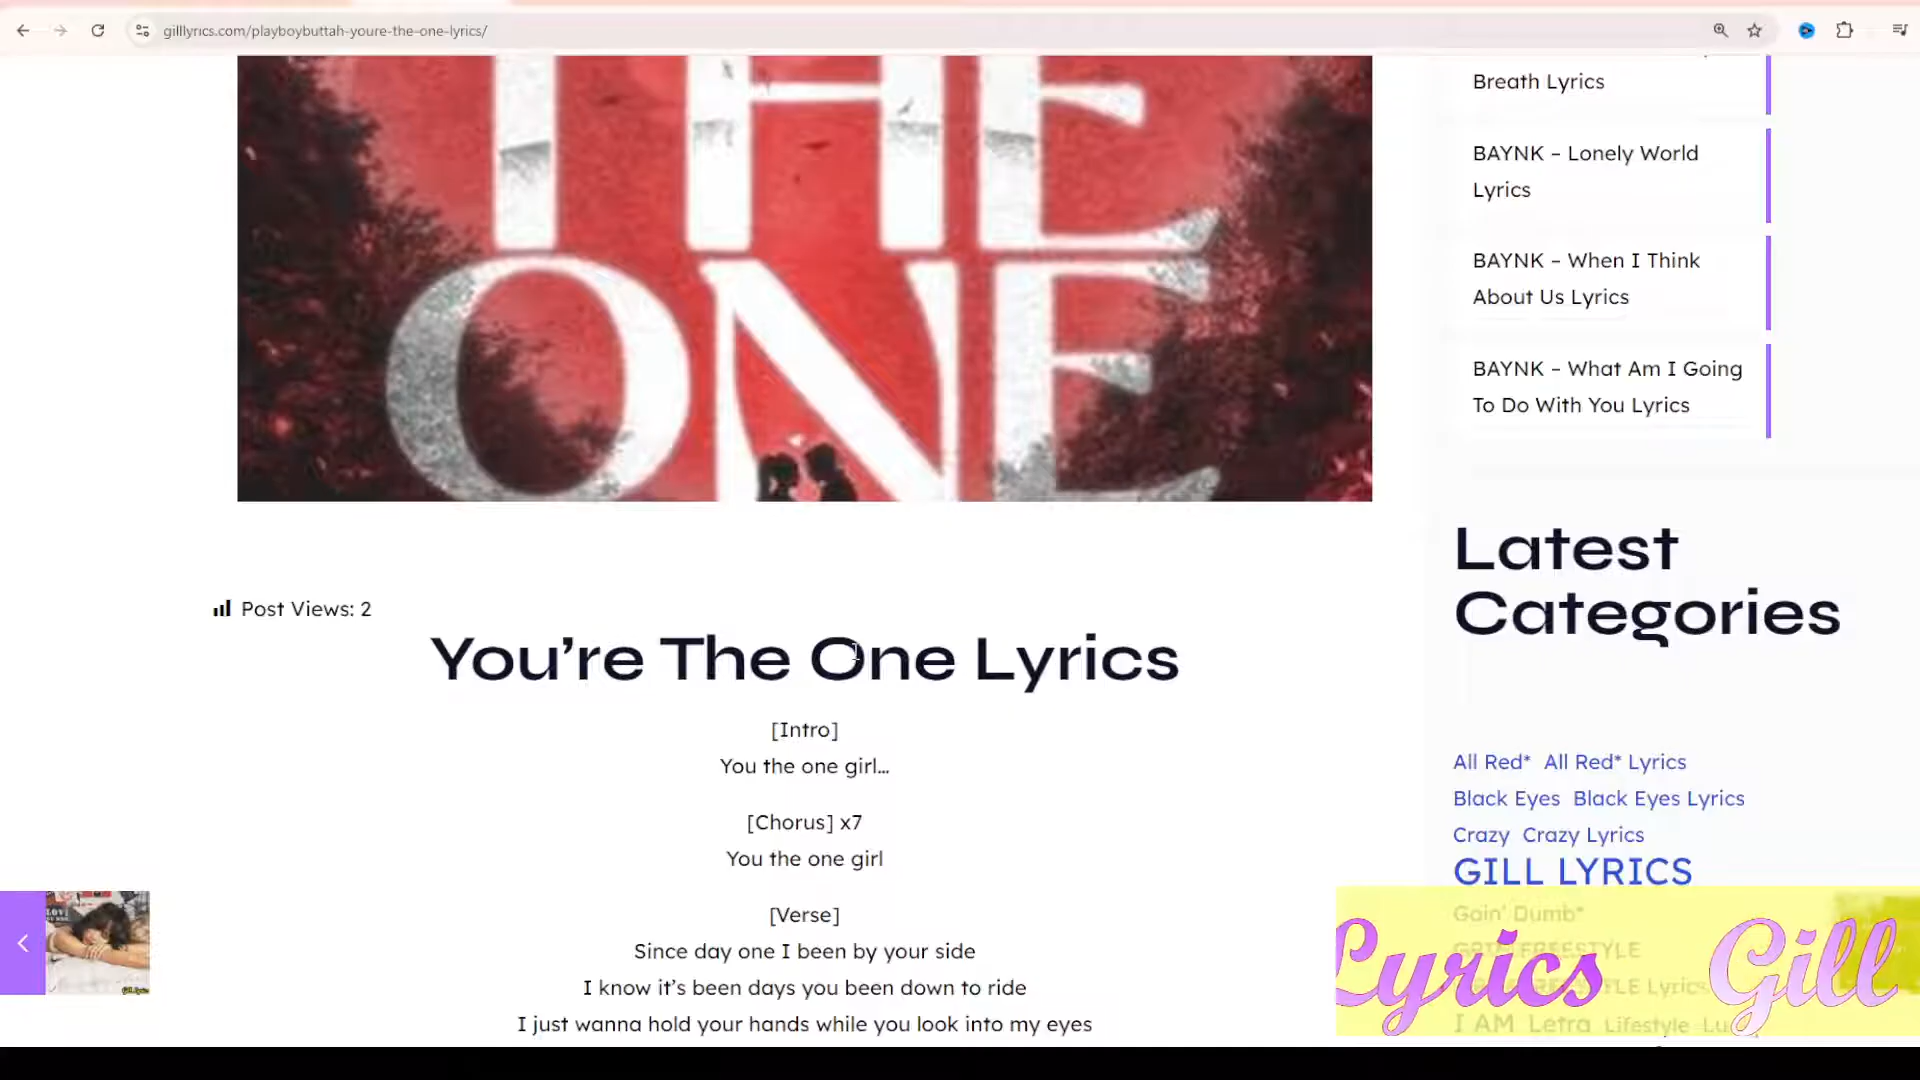 gilllyrics.com/playboybuttah-youre-the-one-lyrics/
THE
ONE
Breath Lyrics
BAYNK – Lonely World
Lyrics
BAYNK – When I Think
About Us Lyrics
BAYNK – What Am I Going
To Do With You Lyrics
Latest
Categories
Post Views: 2
You’re The One Lyrics
[Intro]
You the one girl…
[Chorus] x7
You the one girl
[Verse]
Since day one I been by your side
I know it’s been days you been down to ride
I just wanna hold your hands while you look into my eyes
All Red* All Red* Lyrics
Black Eyes Black Eyes Lyrics
Crazy Crazy Lyrics
GILL LYRICS
Goin’ Dumb*
FREESTYLE
LE Lyrics
I AM Letra Lifestyle Lu
Lyrics Gill